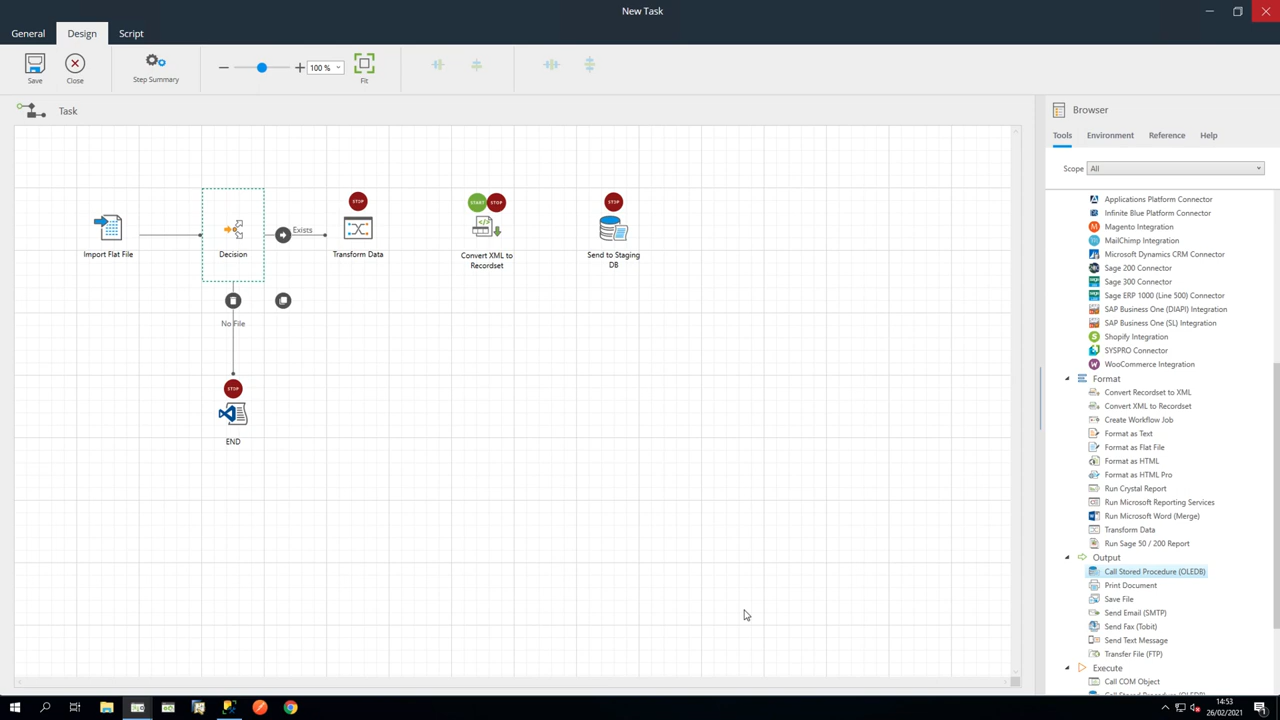 New Task
General
Design
Script
Save
Close
Step Summary
100 %
Fit
Task
Browser
Tools
Environment
Reference
Help
Scope
All
Applications Platform Connector
Infinite Blue Platform Connector
Magento Integration
MailChimp Integration
Microsoft Dynamics CRM Connector
Sage 200 Connector
Sage 300 Connector
Sage ERP 1000 (Line 500) Connector
SAP Business One (DIAPI) Integration
SAP Business One (SL) Integration
Shopify Integration
SYSPRO Connector
WooCommerce Integration
Format
Convert Recordset to XML
Convert XML to Recordset
Create Workflow Job
Format as Text
Format as Flat File
Format as HTML
Format as HTML Pro
Run Crystal Report
Run Microsoft Reporting Services
Run Microsoft Word (Merge)
Transform Data
Run Sage 50 / 200 Report
Output
Call Stored Procedure (OLEDB)
Print Document
Save File
Send Email (SMTP)
Send Fax (Tobit)
Send Text Message
Transfer File (FTP)
Execute
Call COM Object
Call Stored Procedure (OLEDB)
Import Flat File
Decision
Exists
STOP
Transform Data
START
STOP
Convert XML to
Recordset
STOP
Send to Staging
DB
No File
STOP
END
14:53
26/02/2021
1